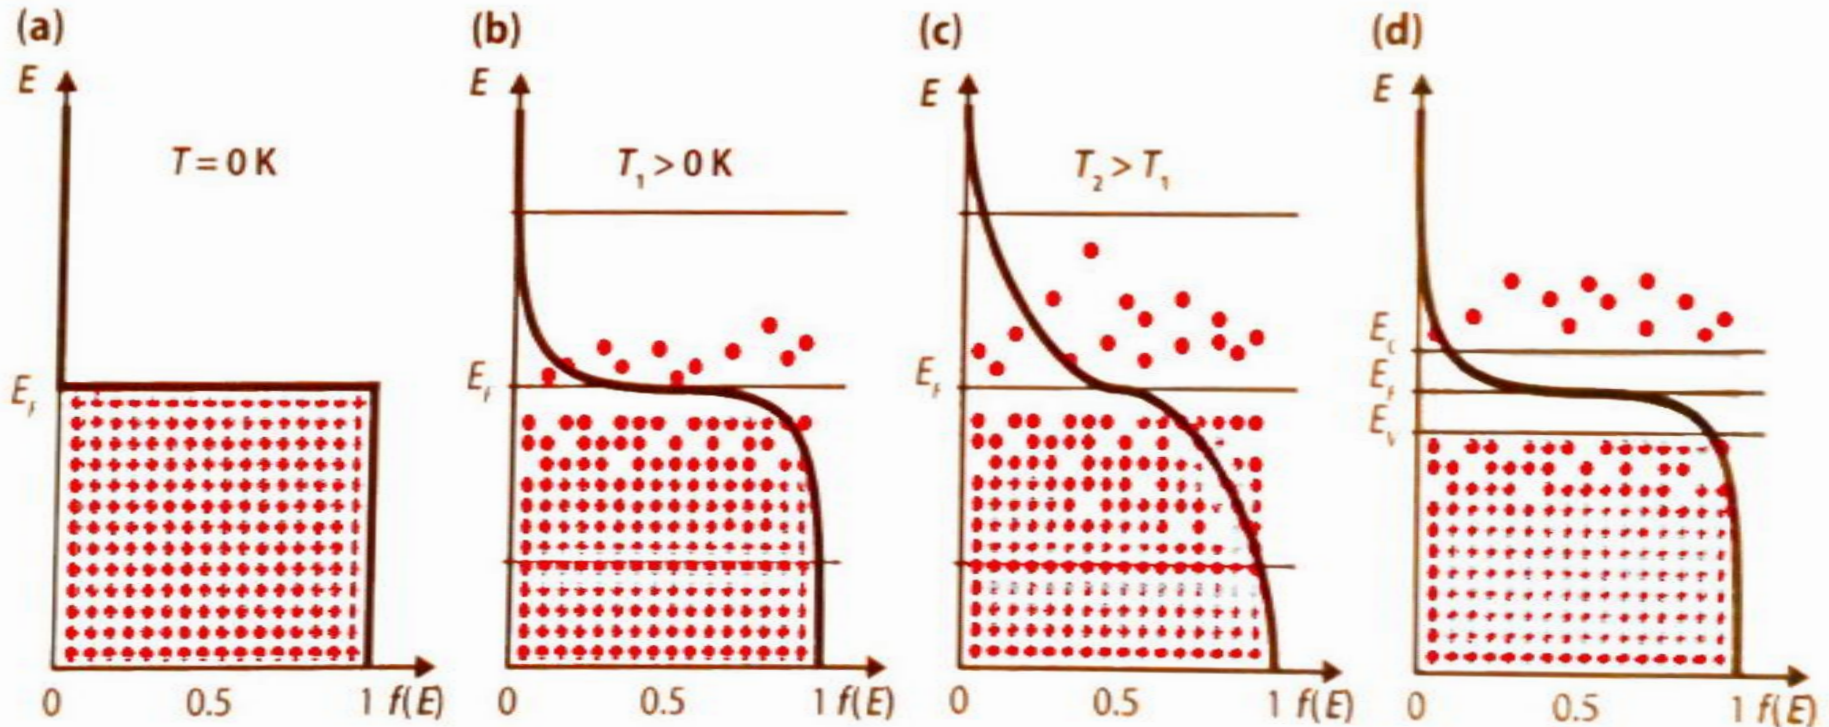 (a)
E
T = 0 K
E_F
0 0.5 1 f(E)
(b)
E
T₁ > 0 K
E_F
0 0.5 1 f(E)
(c)
E
T₂ > T₁
E_F
0 0.5 1 f(E)
(d)
E
E_C
E_F
E_V
0 0.5 1 f(E)